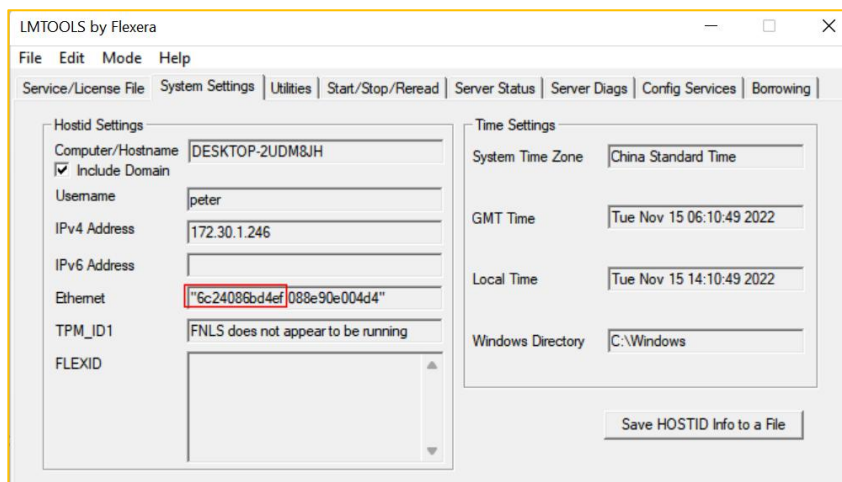 LMTOOLS by Flexera
File Edit Mode Help
Service/License File System Settings Utilities Start/Stop/Reread Server Status Server Diags Config Services Borrowing
Hostid Settings
Computer/Hostname DESKTOP-2UDM8JH
Include Domain
Username peter
IPv4 Address 172.30.1.246
IPv6 Address
Ethernet "6c24086bd4ef 088e90e004d4"
TPM_ID1 FNLS does not appear to be running
FLEXID
Time Settings
System Time Zone China Standard Time
GMT Time Tue Nov 15 06:10:49 2022
Local Time Tue Nov 15 14:10:49 2022
Windows Directory C:\Windows
Save HOSTID Info to a File